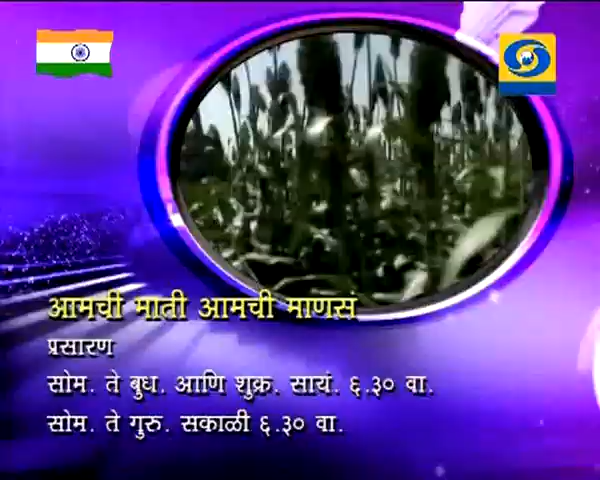 आमची माती आमची माणसं
प्रसारण
सोम. ते बुध. आणि शुक्र. सायं. ६.३० वा.
सोम. ते गुरु. सकाळी ६.३० वा.